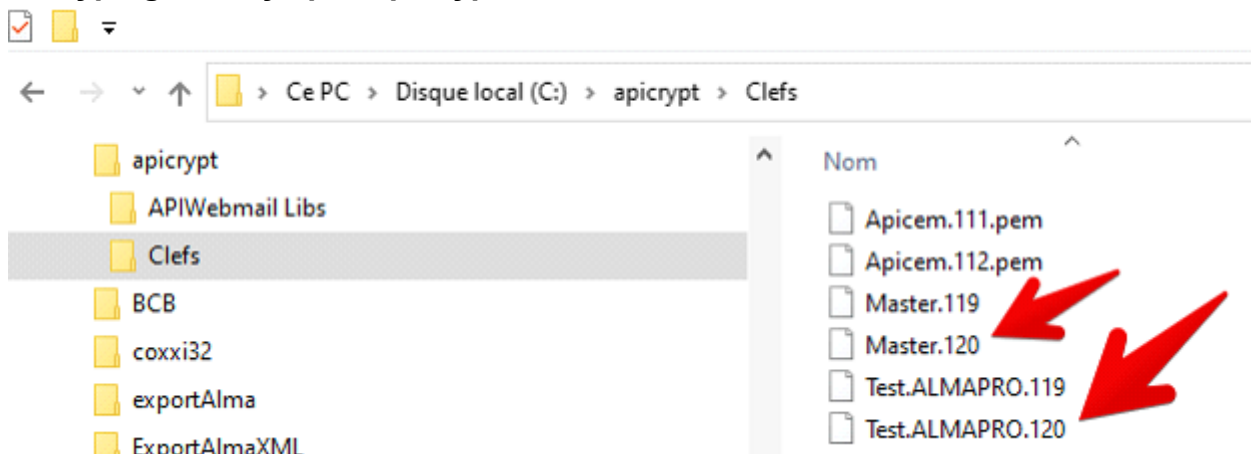 Ce PC > Disque local (C:) > apicrypt > Clefs
apicrypt
APIWebmail Libs
Clefs
BCB
coxxi32
exportAlma
ExportAlmaXML
Nom
Apicem.111.pem
Apicem.112.pem
Master.119
Master.120
Test.ALMAPRO.119
Test.ALMAPRO.120